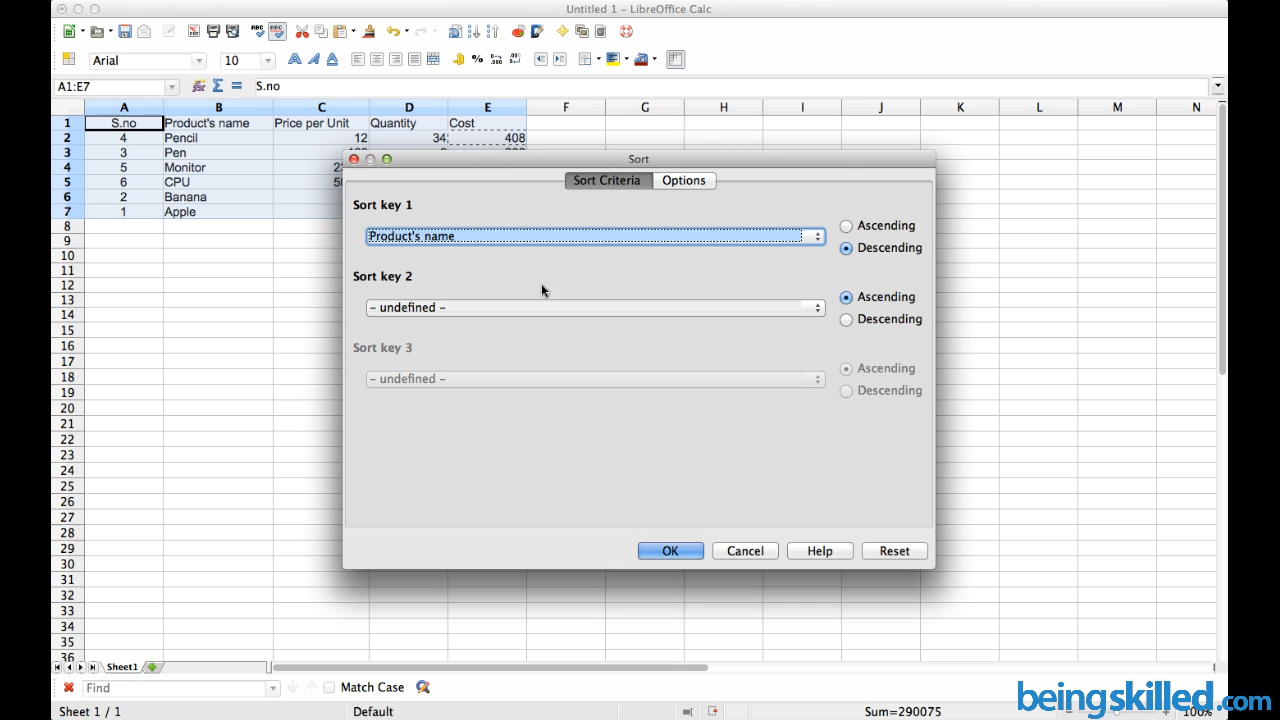 Untitled 1 – LibreOffice Calc
Arial 10
A1:E7 S.no
A B C D E F G H I J K L M N
1 S.no Product's name Price per Unit Quantity Cost
2 4 Pencil 12 34 408
3 3 Pen
4 5 Monitor
5 6 CPU
6 2 Banana
7 1 Apple
8
9
10
11
12
13
14
15
16
17
18
19
20
21
22
23
24
25
26
27
28
29
30
31
32
33
34
35
36
Sort
Sort Criteria Options
Sort key 1
Product's name
Ascending
Descending
Sort key 2
– undefined –
Ascending
Descending
Sort key 3
– undefined –
Ascending
Descending
OK Cancel Help Reset
Sheet1
Find Match Case
Sheet 1 / 1 Default Sum=290075 100%
beingskilled.com